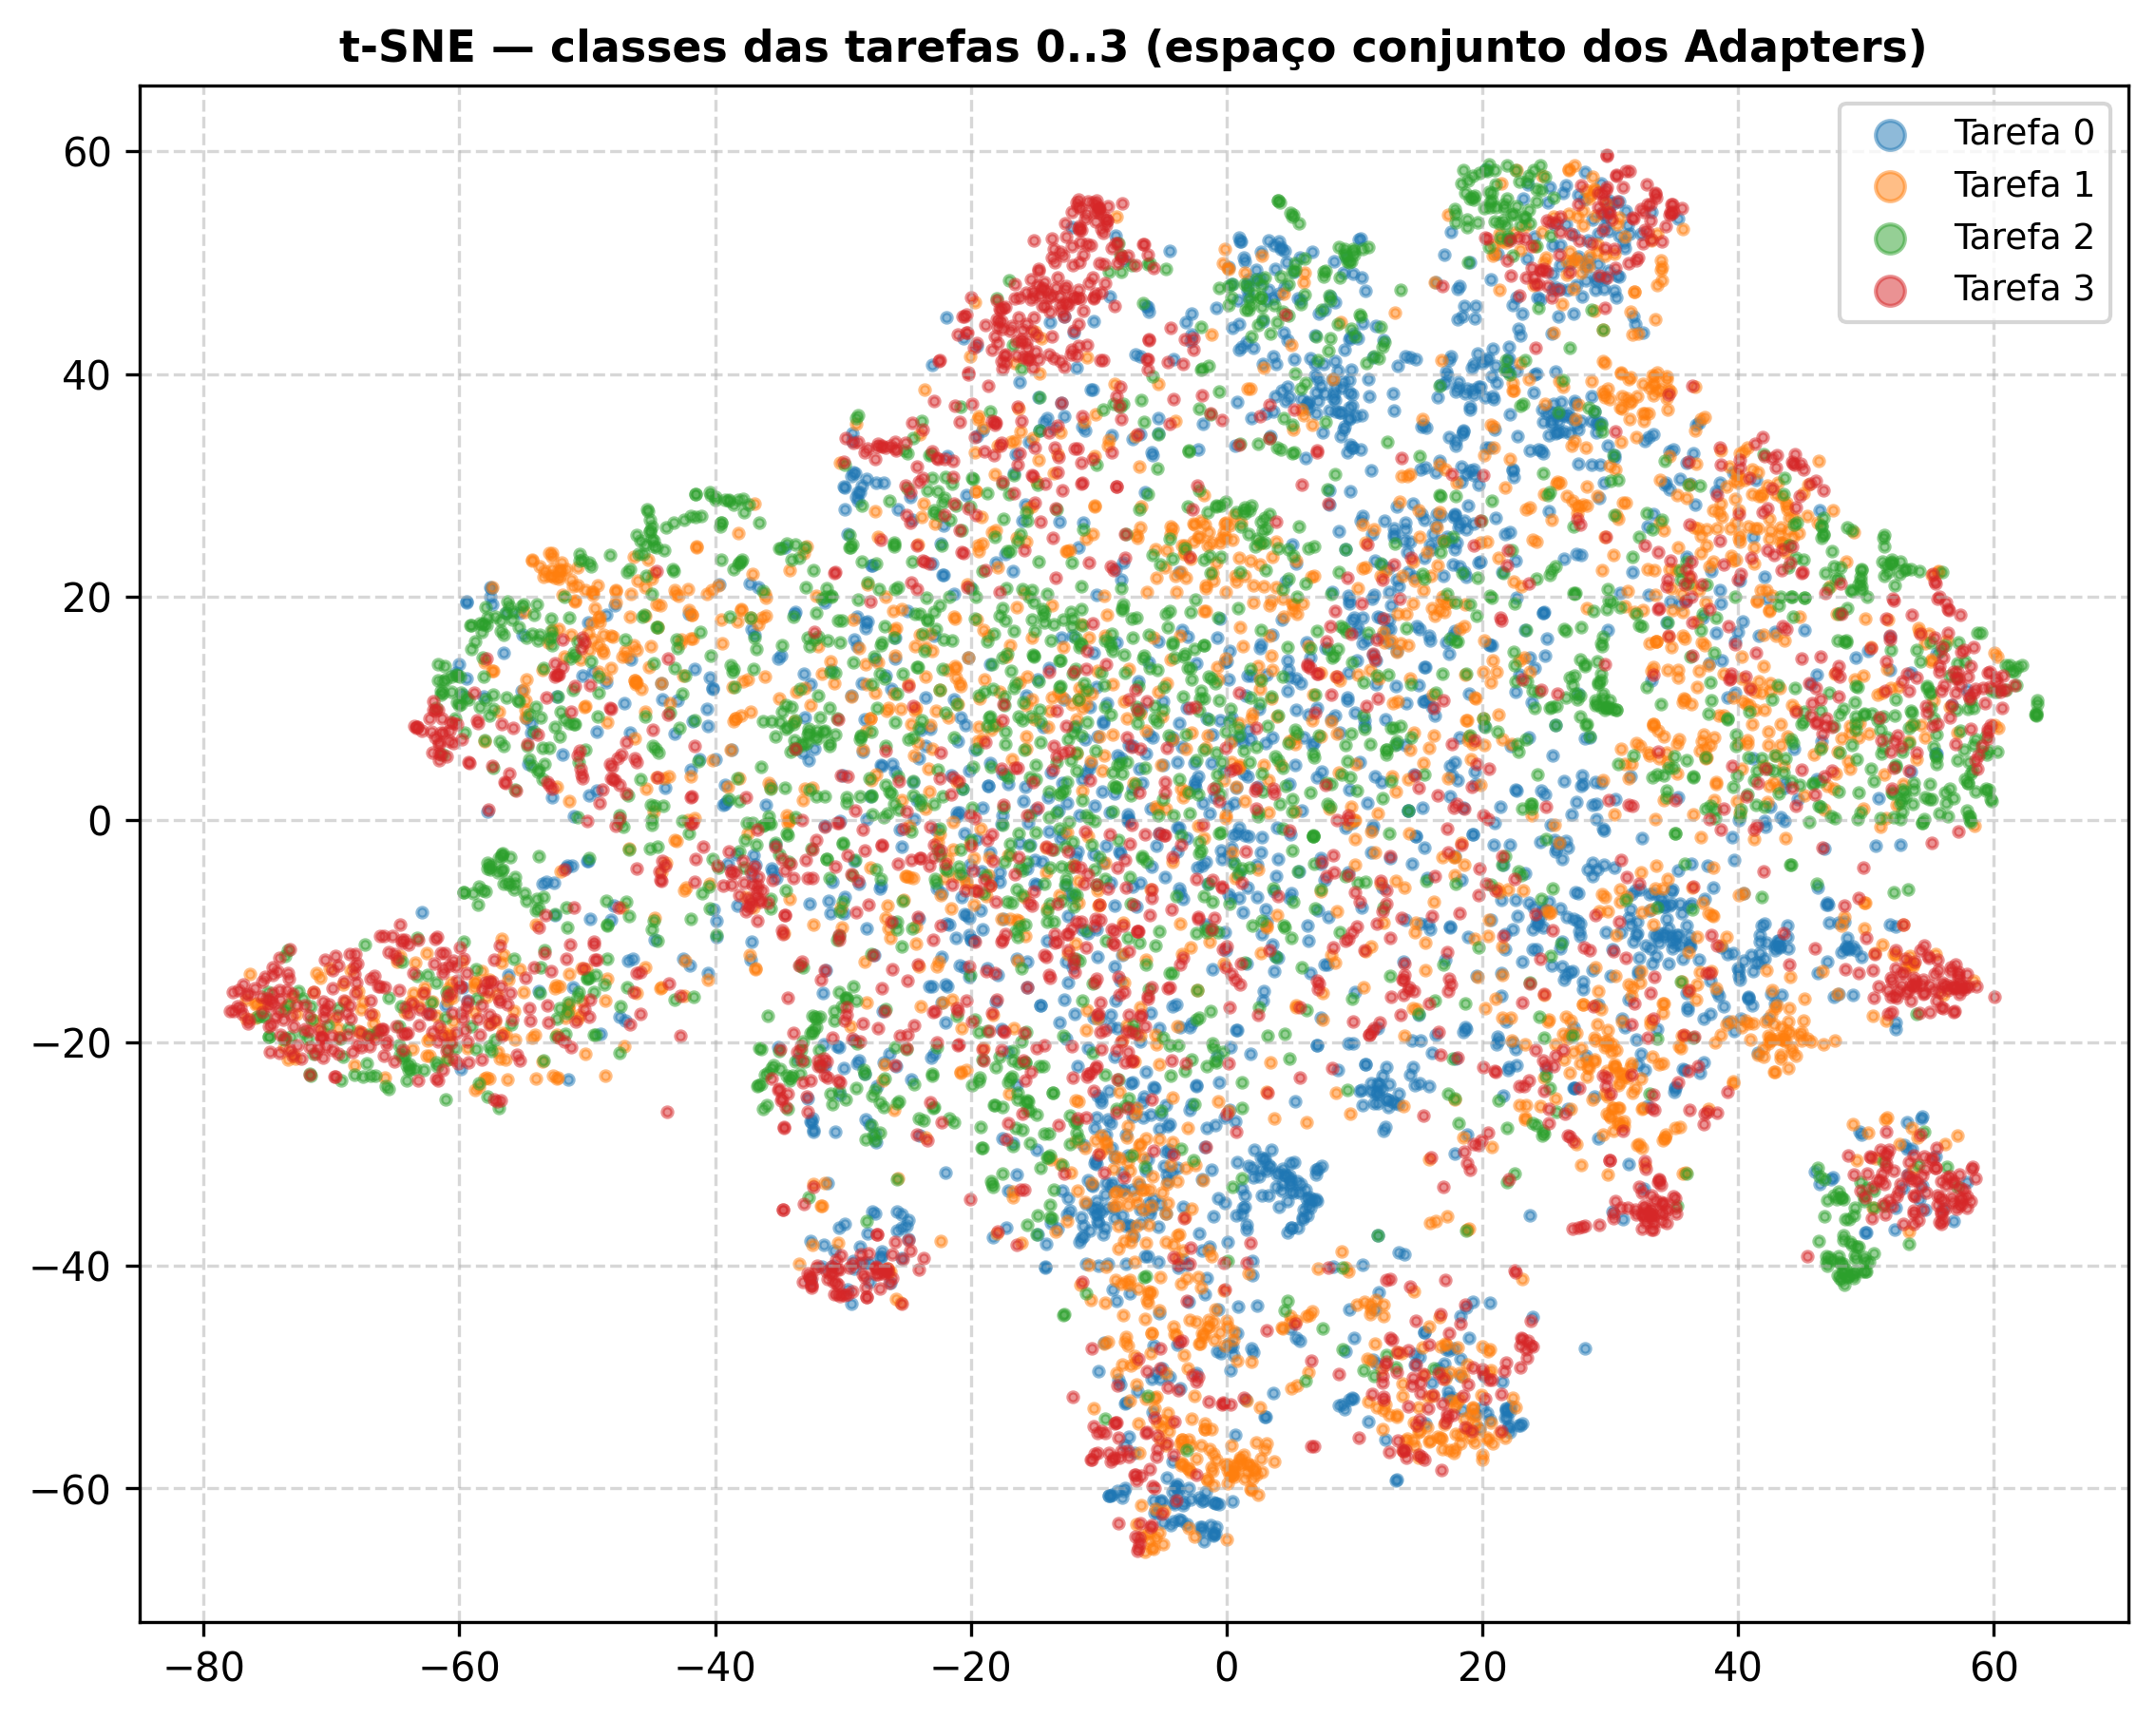 t-SNE — classes das tarefas 0..3 (espaço conjunto dos Adapters)
Tarefa 0
Tarefa 1
Tarefa 2
Tarefa 3
60
40
20
0
−20
−40
−60
−80 −60 −40 −20 0 20 40 60